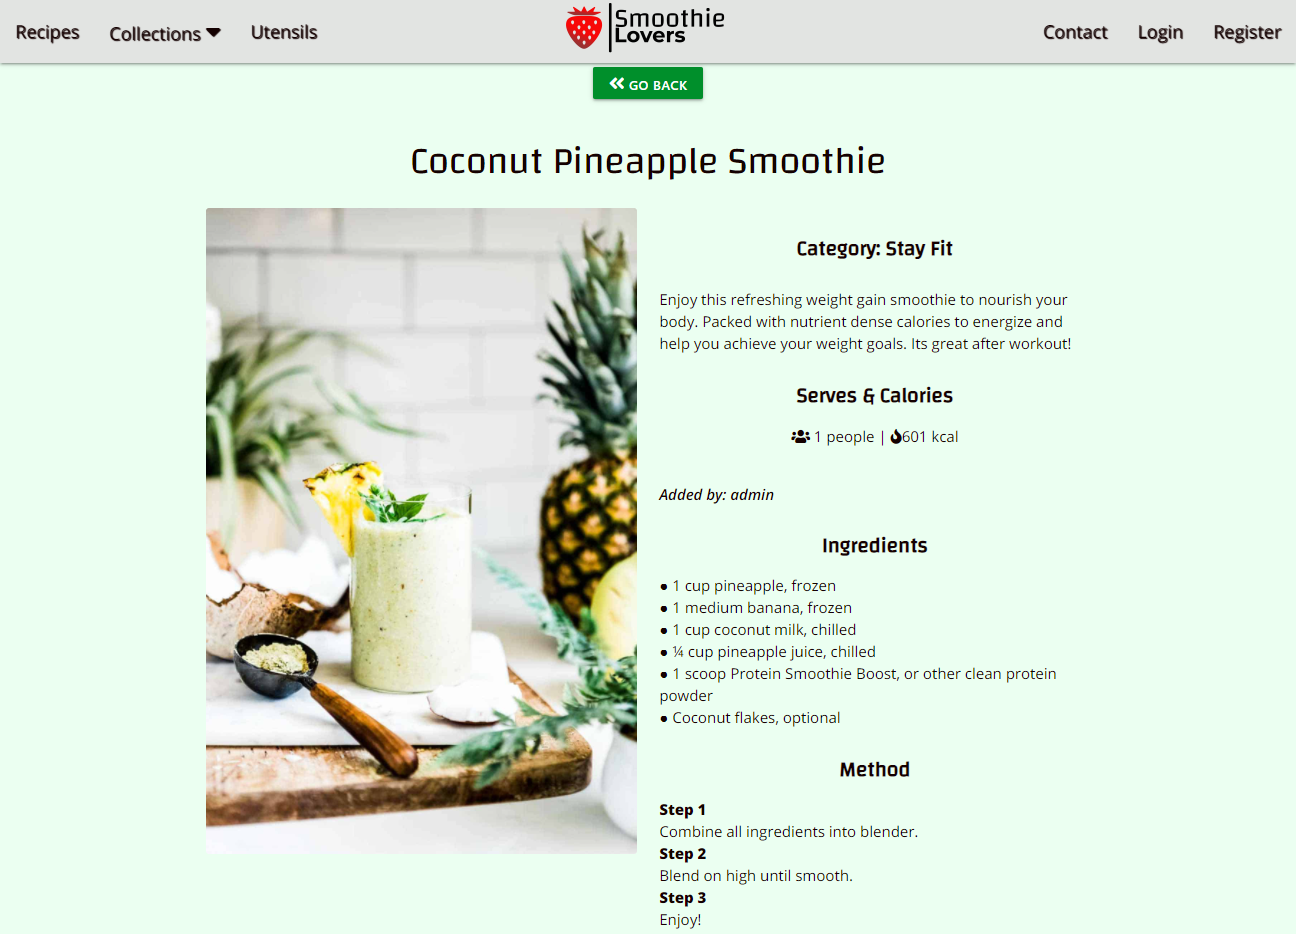 Recipes
Collections
Utensils
Smoothie
Lovers
Contact
Login
Register
GO BACK
Coconut Pineapple Smoothie
Category: Stay Fit
Enjoy this refreshing weight gain smoothie to nourish your
body. Packed with nutrient dense calories to energize and
help you achieve your weight goals. Its great after workout!
Serves & Calories
1 people | 601 kcal
Added by: admin
Ingredients
● 1 cup pineapple, frozen
● 1 medium banana, frozen
● 1 cup coconut milk, chilled
● ¼ cup pineapple juice, chilled
● 1 scoop Protein Smoothie Boost, or other clean protein
powder
● Coconut flakes, optional
Method
Step 1
Combine all ingredients into blender.
Step 2
Blend on high until smooth.
Step 3
Enjoy!